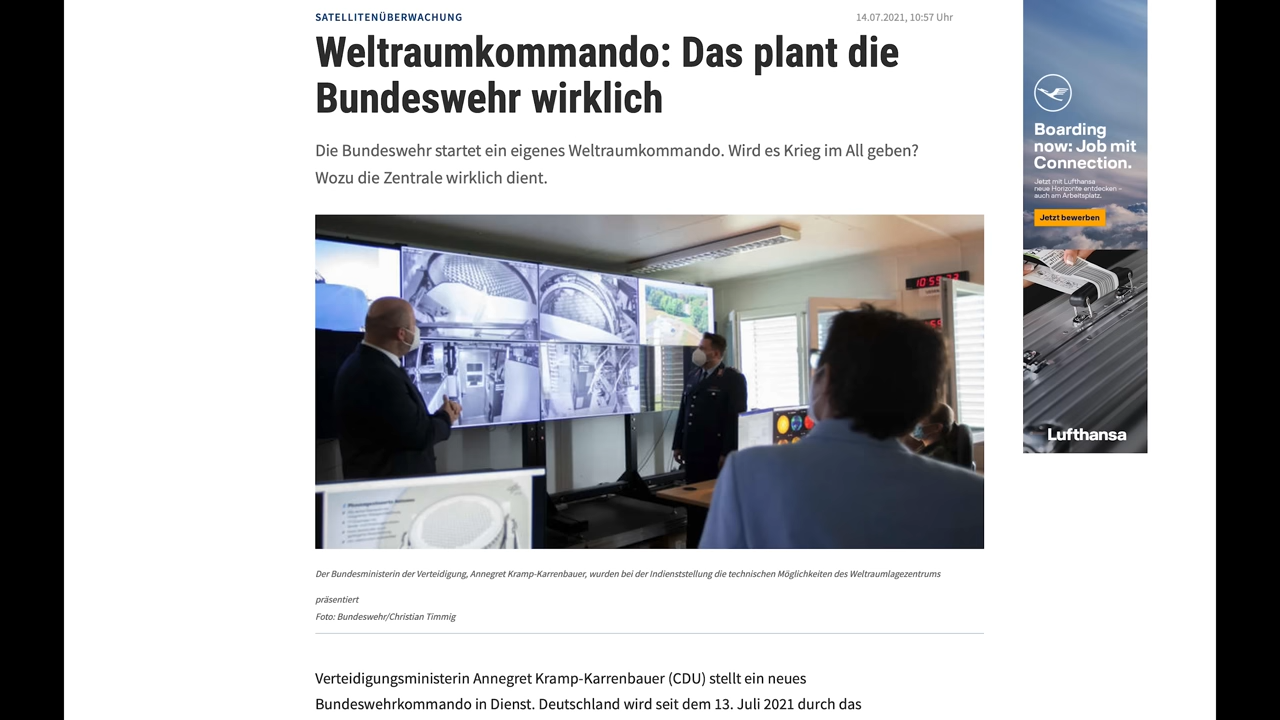 SATELLITENÜBERWACHUNG
14.07.2021, 10:57 Uhr
Weltraumkommando: Das plant die
Bundeswehr wirklich
Die Bundeswehr startet ein eigenes Weltraumkommando. Wird es Krieg im All geben?
Wozu die Zentrale wirklich dient.
Der Bundesministerin der Verteidigung, Annegret Kramp-Karrenbauer, wurden bei der Indienststellung die technischen Möglichkeiten des Weltraumlagezentrums
präsentiert
Foto: Bundeswehr/Christian Timmig
Verteidigungsministerin Annegret Kramp-Karrenbauer (CDU) stellt ein neues
Bundeswehrkommando in Dienst. Deutschland wird seit dem 13. Juli 2021 durch das
Boarding
now: Job mit
Connection.
Jetzt mit Lufthansa
neue Horizonte entdecken –
auch am Arbeitsplatz.
Jetzt bewerben
Lufthansa